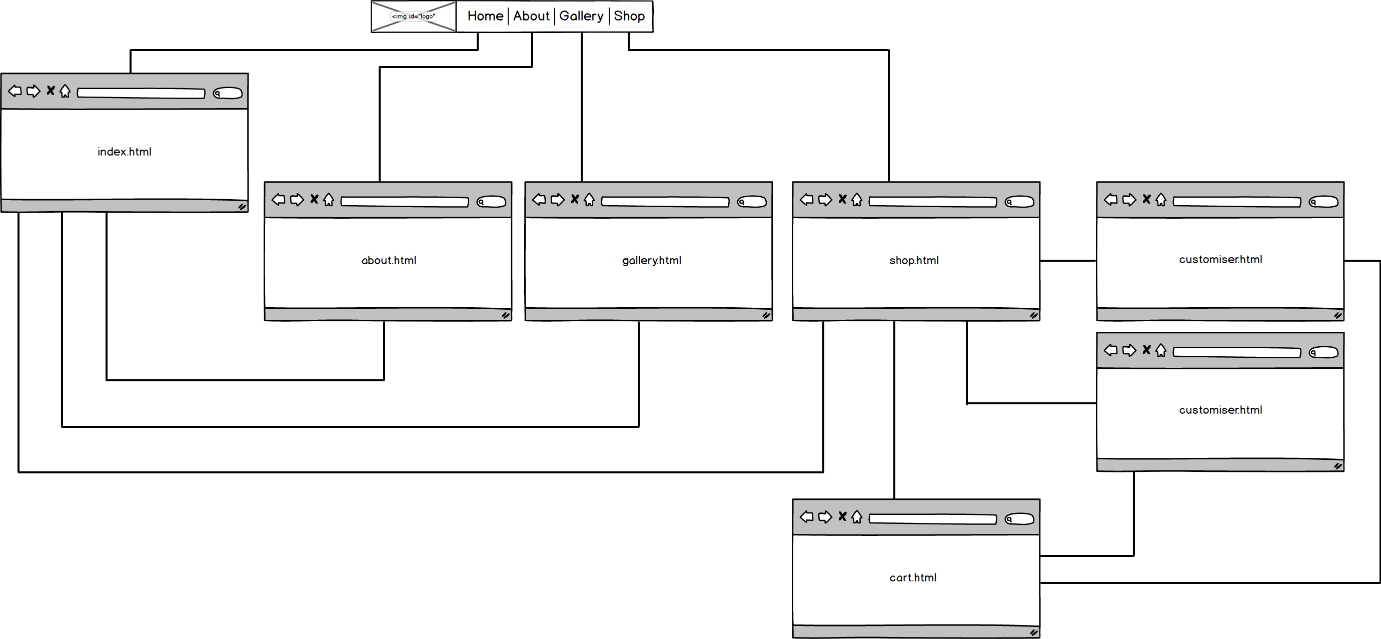 <img id="logo"
Home | About | Gallery | Shop
index.html
about.html
gallery.html
shop.html
customiser.html
customiser.html
cart.html